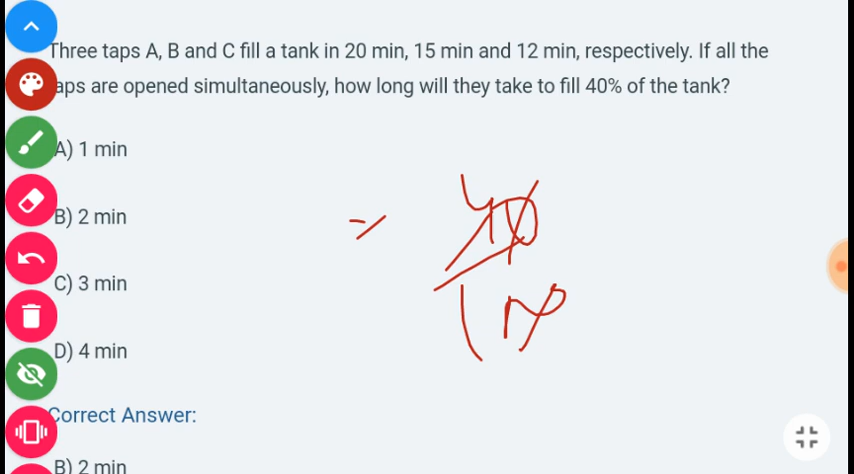 Three taps A, B and C fill a tank in 20 min, 15 min and 12 min, respectively. If all the
aps are opened simultaneously, how long will they take to fill 40% of the tank?
A) 1 min
B) 2 min
=
C) 3 min
D) 4 min
Correct Answer:
B) 2 min